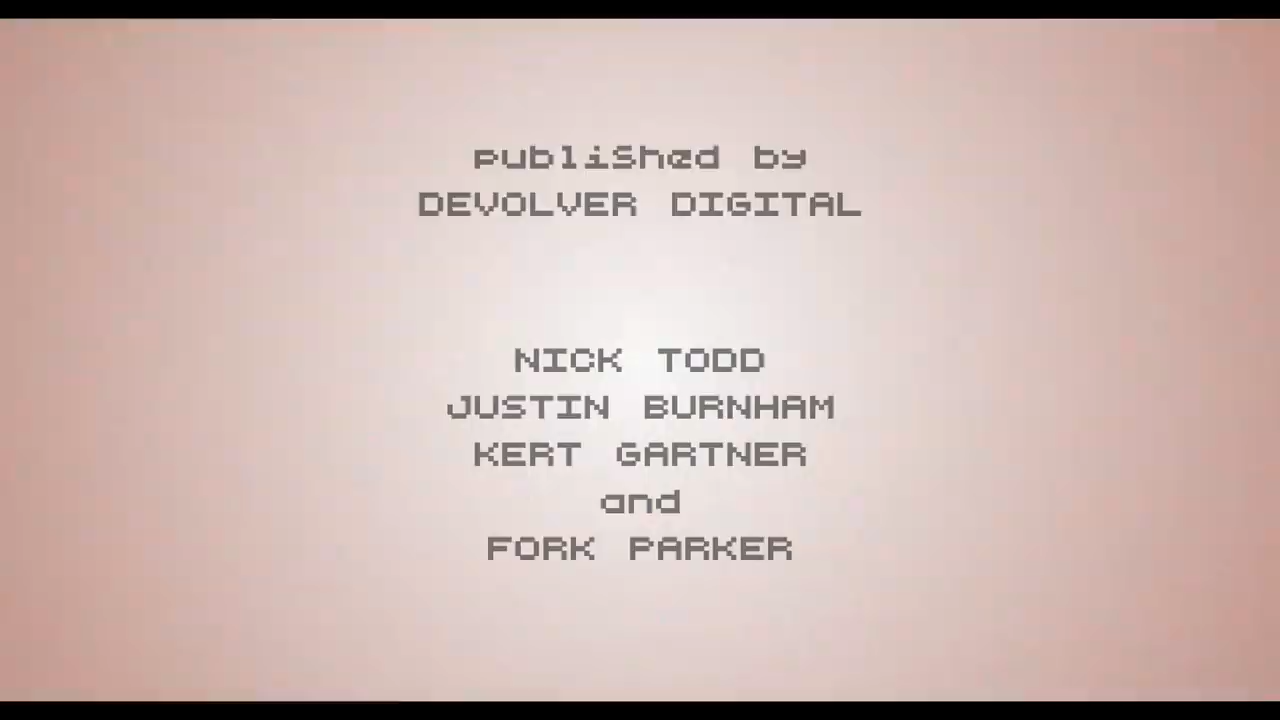 publiShed by
DEVOLVER DIGITAL
NICK TODD
JUSTIN BURNHAM
KERT GARTNER
and
FORK PARKER